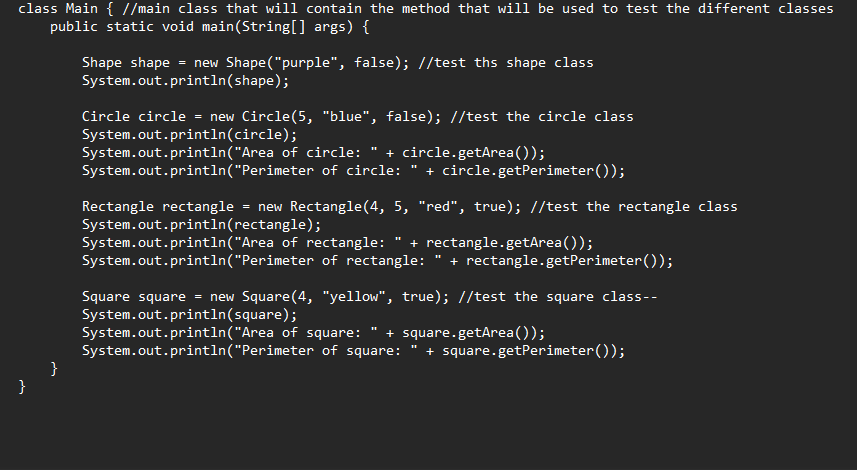 class Main { //main class that will contain the method that will be used to test the different classes
    public static void main(String[] args) {
        Shape shape = new Shape("purple", false); //test ths shape class
        System.out.println(shape);
        Circle circle = new Circle(5, "blue", false); //test the circle class
        System.out.println(circle);
        System.out.println("Area of circle: " + circle.getArea());
        System.out.println("Perimeter of circle: " + circle.getPerimeter());
        Rectangle rectangle = new Rectangle(4, 5, "red", true); //test the rectangle class
        System.out.println(rectangle);
        System.out.println("Area of rectangle: " + rectangle.getArea());
        System.out.println("Perimeter of rectangle: " + rectangle.getPerimeter());
        Square square = new Square(4, "yellow", true); //test the square class--
        System.out.println(square);
        System.out.println("Area of square: " + square.getArea());
        System.out.println("Perimeter of square: " + square.getPerimeter());
    }
}